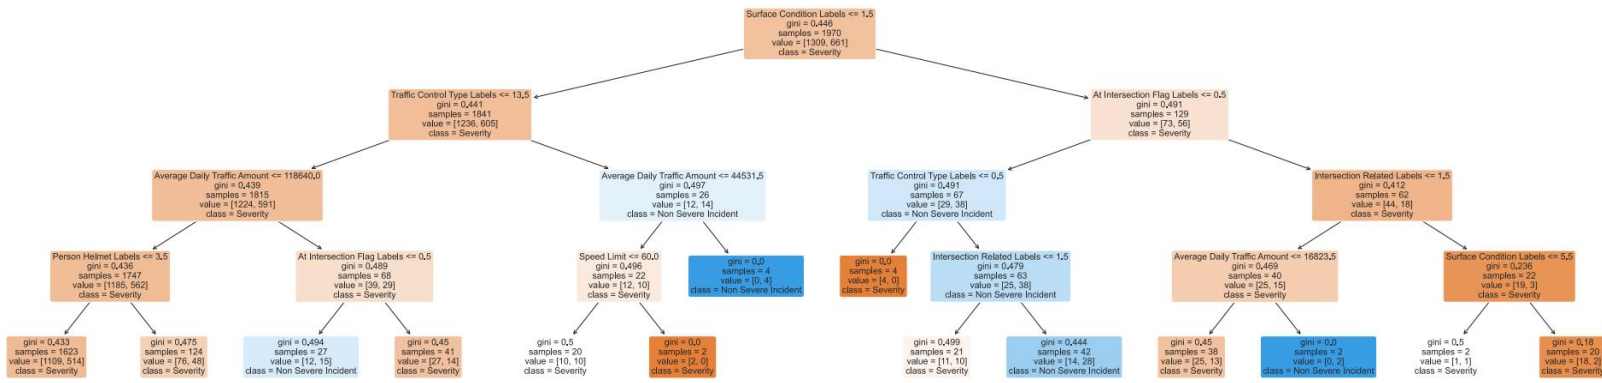 Surface Condition Labels <= 1.5
gini = 0.446
samples = 1970
value = [1309, 661]
class = Severity
Traffic Control Type Labels <= 13.5
gini = 0.441
samples = 1841
value = [1236, 605]
class = Severity
At Intersection Flag Labels <= 0.5
gini = 0.491
samples = 129
value = [73, 56]
class = Severity
Average Daily Traffic Amount <= 118640.0
gini = 0.439
samples = 1815
value = [1224, 591]
class = Severity
Average Daily Traffic Amount <= 44531.5
gini = 0.497
samples = 26
value = [12, 14]
class = Non Severe Incident
Traffic Control Type Labels <= 0.5
gini = 0.491
samples = 67
value = [29, 38]
class = Non Severe Incident
Intersection Related Labels <= 1.5
gini = 0.412
samples = 62
value = [44, 18]
class = Severity
Person Helmet Labels <= 3.5
gini = 0.436
samples = 1747
value = [1185, 562]
class = Severity
At Intersection Flag Labels <= 0.5
gini = 0.489
samples = 68
value = [39, 29]
class = Severity
Speed Limit <= 60.0
gini = 0.496
samples = 22
value = [12, 10]
class = Severity
gini = 0.0
samples = 4
value = [0, 4]
class = Non Severe Incident
gini = 0.0
samples = 4
value = [4, 0]
class = Severity
Intersection Related Labels <= 1.5
gini = 0.479
samples = 63
value = [25, 38]
class = Non Severe Incident
Average Daily Traffic Amount <= 16823.5
gini = 0.469
samples = 40
value = [25, 15]
class = Severity
Surface Condition Labels <= 5.5
gini = 0.236
samples = 22
value = [19, 3]
class = Severity
gini = 0.433
samples = 1623
value = [1109, 514]
class = Severity
gini = 0.475
samples = 124
value = [76, 48]
class = Severity
gini = 0.494
samples = 27
value = [12, 15]
class = Non Severe Incident
gini = 0.45
samples = 41
value = [27, 14]
class = Severity
gini = 0.5
samples = 20
value = [10, 10]
class = Severity
gini = 0.0
samples = 2
value = [2, 0]
class = Severity
gini = 0.499
samples = 21
value = [11, 10]
class = Severity
gini = 0.444
samples = 42
value = [14, 28]
class = Non Severe Incident
gini = 0.45
samples = 38
value = [25, 13]
class = Severity
gini = 0.0
samples = 2
value = [0, 2]
class = Non Severe Incident
gini = 0.5
samples = 2
value = [1, 1]
class = Severity
gini = 0.18
samples = 20
value = [18, 2]
class = Severity